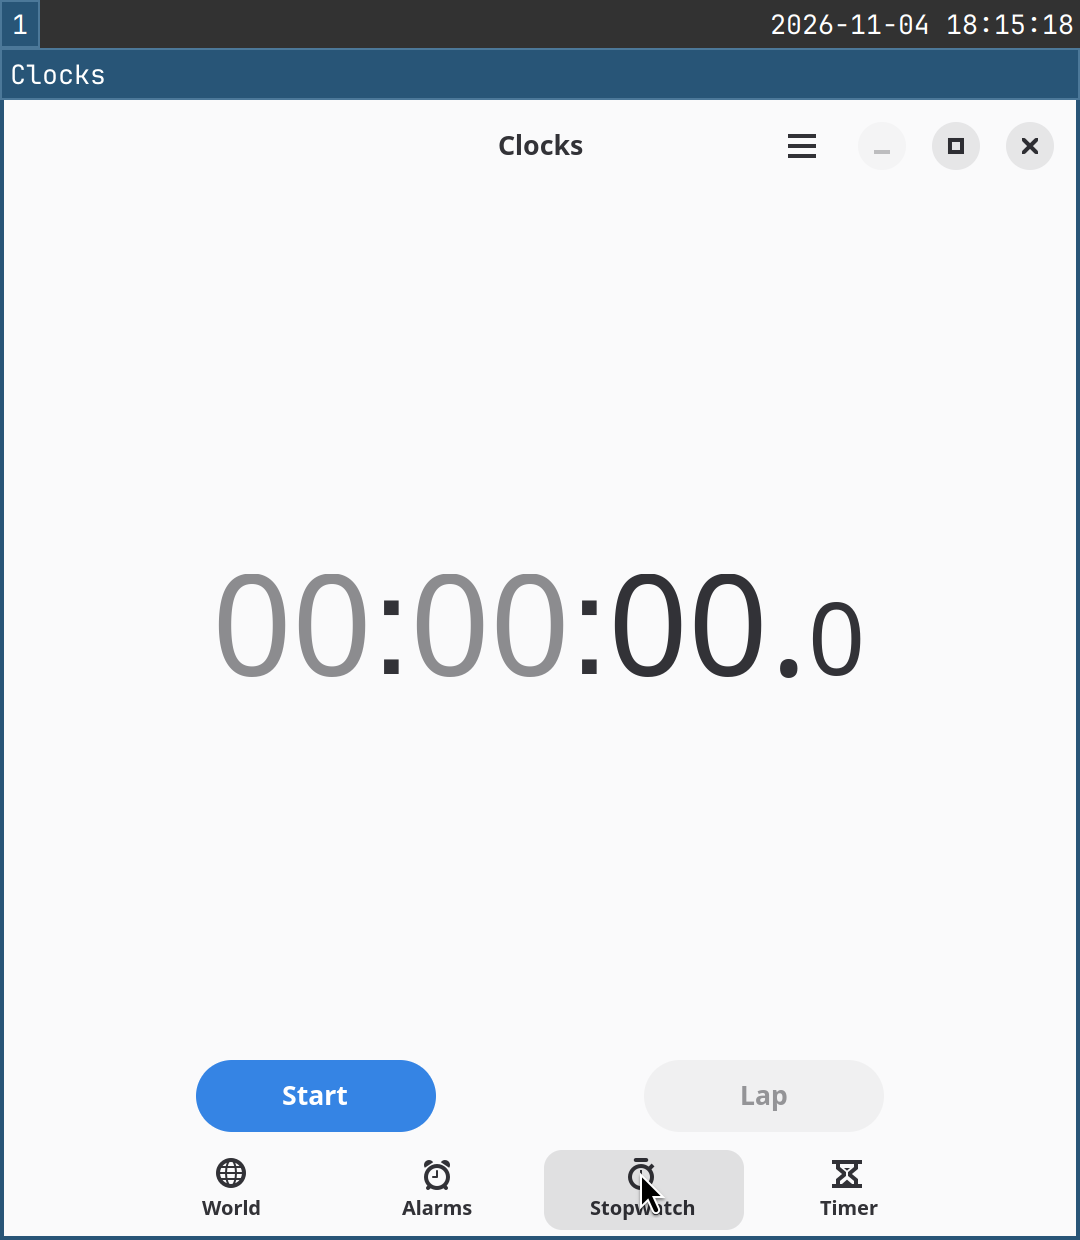 1 2026-11-04 18:15:18
Clocks
Clocks
00:00:00.0
Start Lap
World Alarms Stopwatch Timer